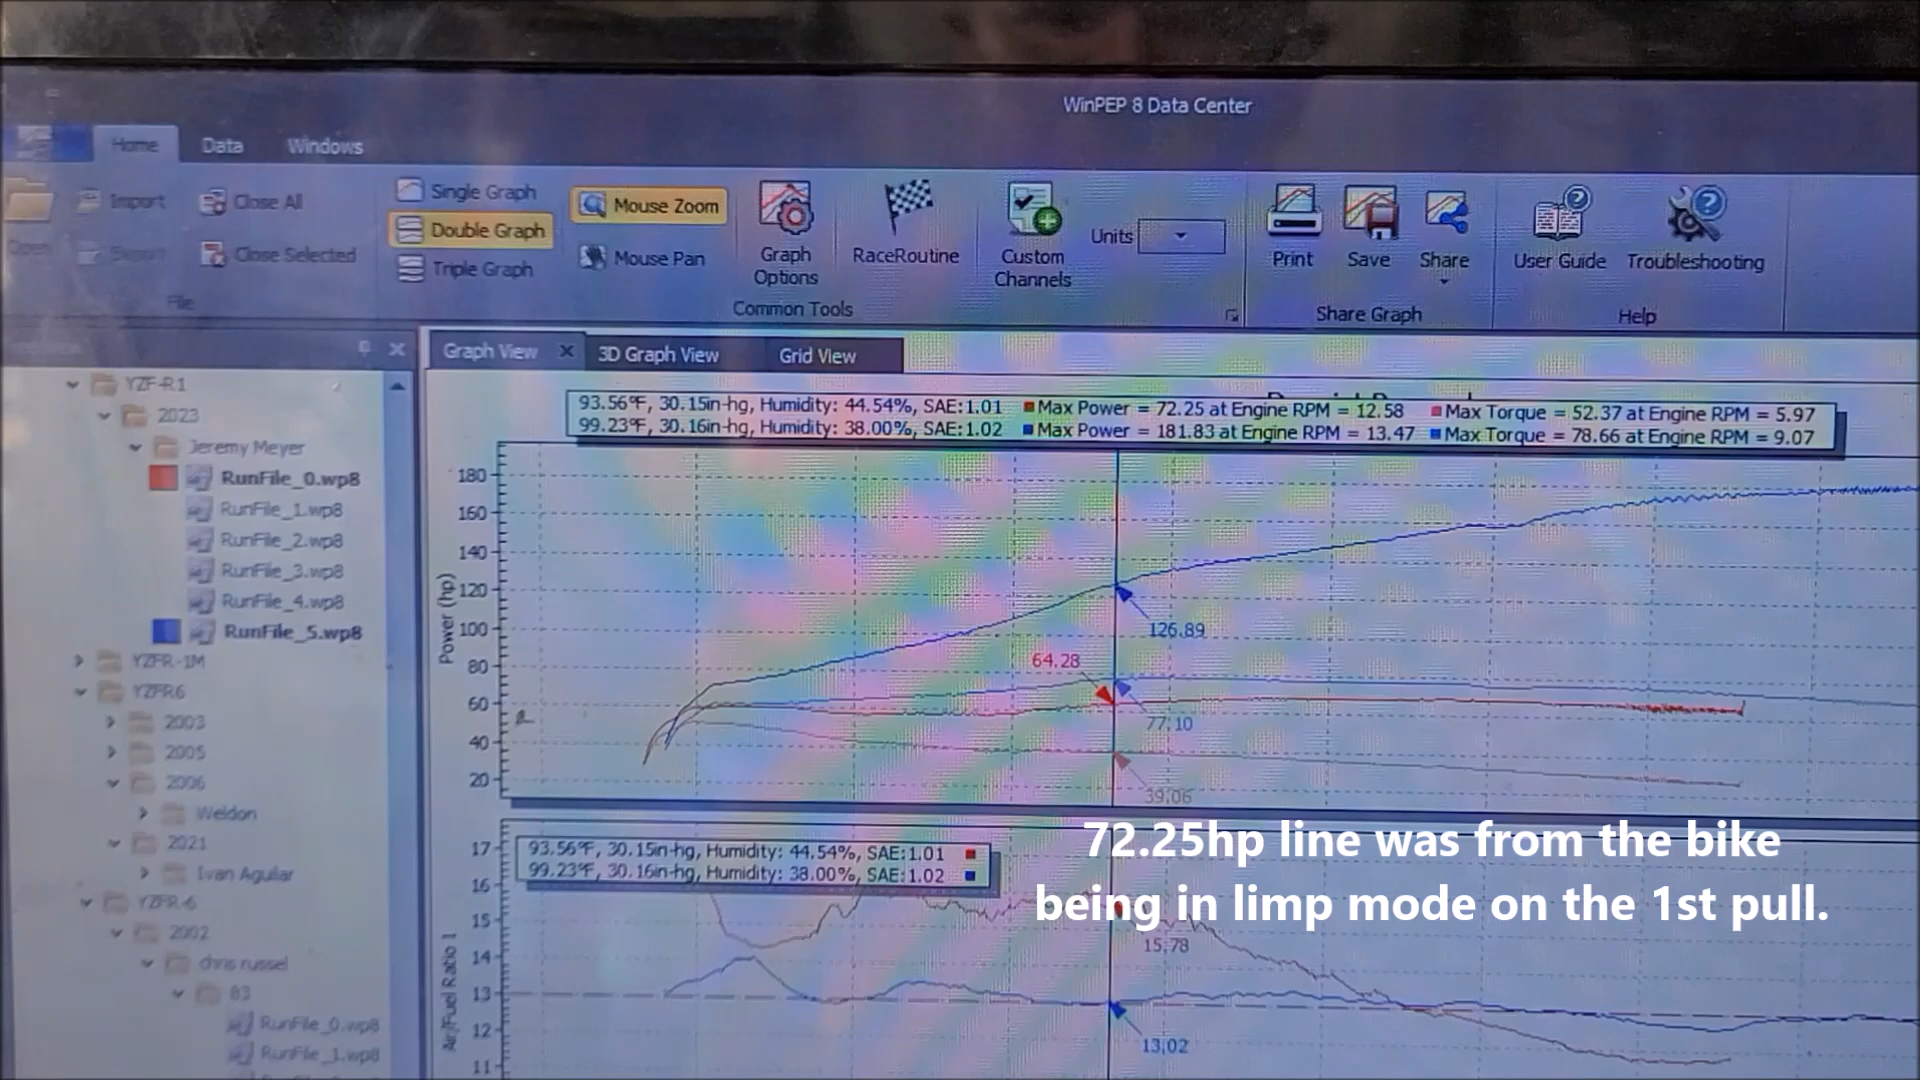 WinPEP 8 Data Center
Home Data Windows
Import Close All
Export Close Selected
File
Single Graph
Double Graph
Triple Graph
Mouse Zoom
Mouse Pan
Graph Options
RaceRoutine
Custom Channels
Units
Common Tools
Print Save Share
Share Graph
User Guide Troubleshooting
Help
Graph View 3D Graph View Grid View
YZF-R1
2023
Jeremy Meyer
RunFile_0.wp8
RunFile_1.wp8
RunFile_2.wp8
RunFile_3.wp8
RunFile_4.wp8
RunFile_5.wp8
YZFR-1M
YZFR6
2003
2005
2006
Weldon
2021
Ivan Aguilar
YZFR-6
2002
chris russel
83
RunFile_0.wp8
RunFile_1.wp8
93.56°F, 30.15in-hg, Humidity: 44.54%, SAE:1.01 Max Power = 72.25 at Engine RPM = 12.58 Max Torque = 52.37 at Engine RPM = 5.97
99.23°F, 30.16in-hg, Humidity: 38.00%, SAE:1.02 Max Power = 181.83 at Engine RPM = 13.47 Max Torque = 78.66 at Engine RPM = 9.07
Power (hp)
180
160
140
120
100
80
60
40
20
126.89
64.28
77.10
39.06
93.56°F, 30.15in-hg, Humidity: 44.54%, SAE:1.01
99.23°F, 30.16in-hg, Humidity: 38.00%, SAE:1.02
Air/Fuel Ratio 1
17
16
15
14
13
12
11
15.78
13.02
72.25hp line was from the bike
being in limp mode on the 1st pull.